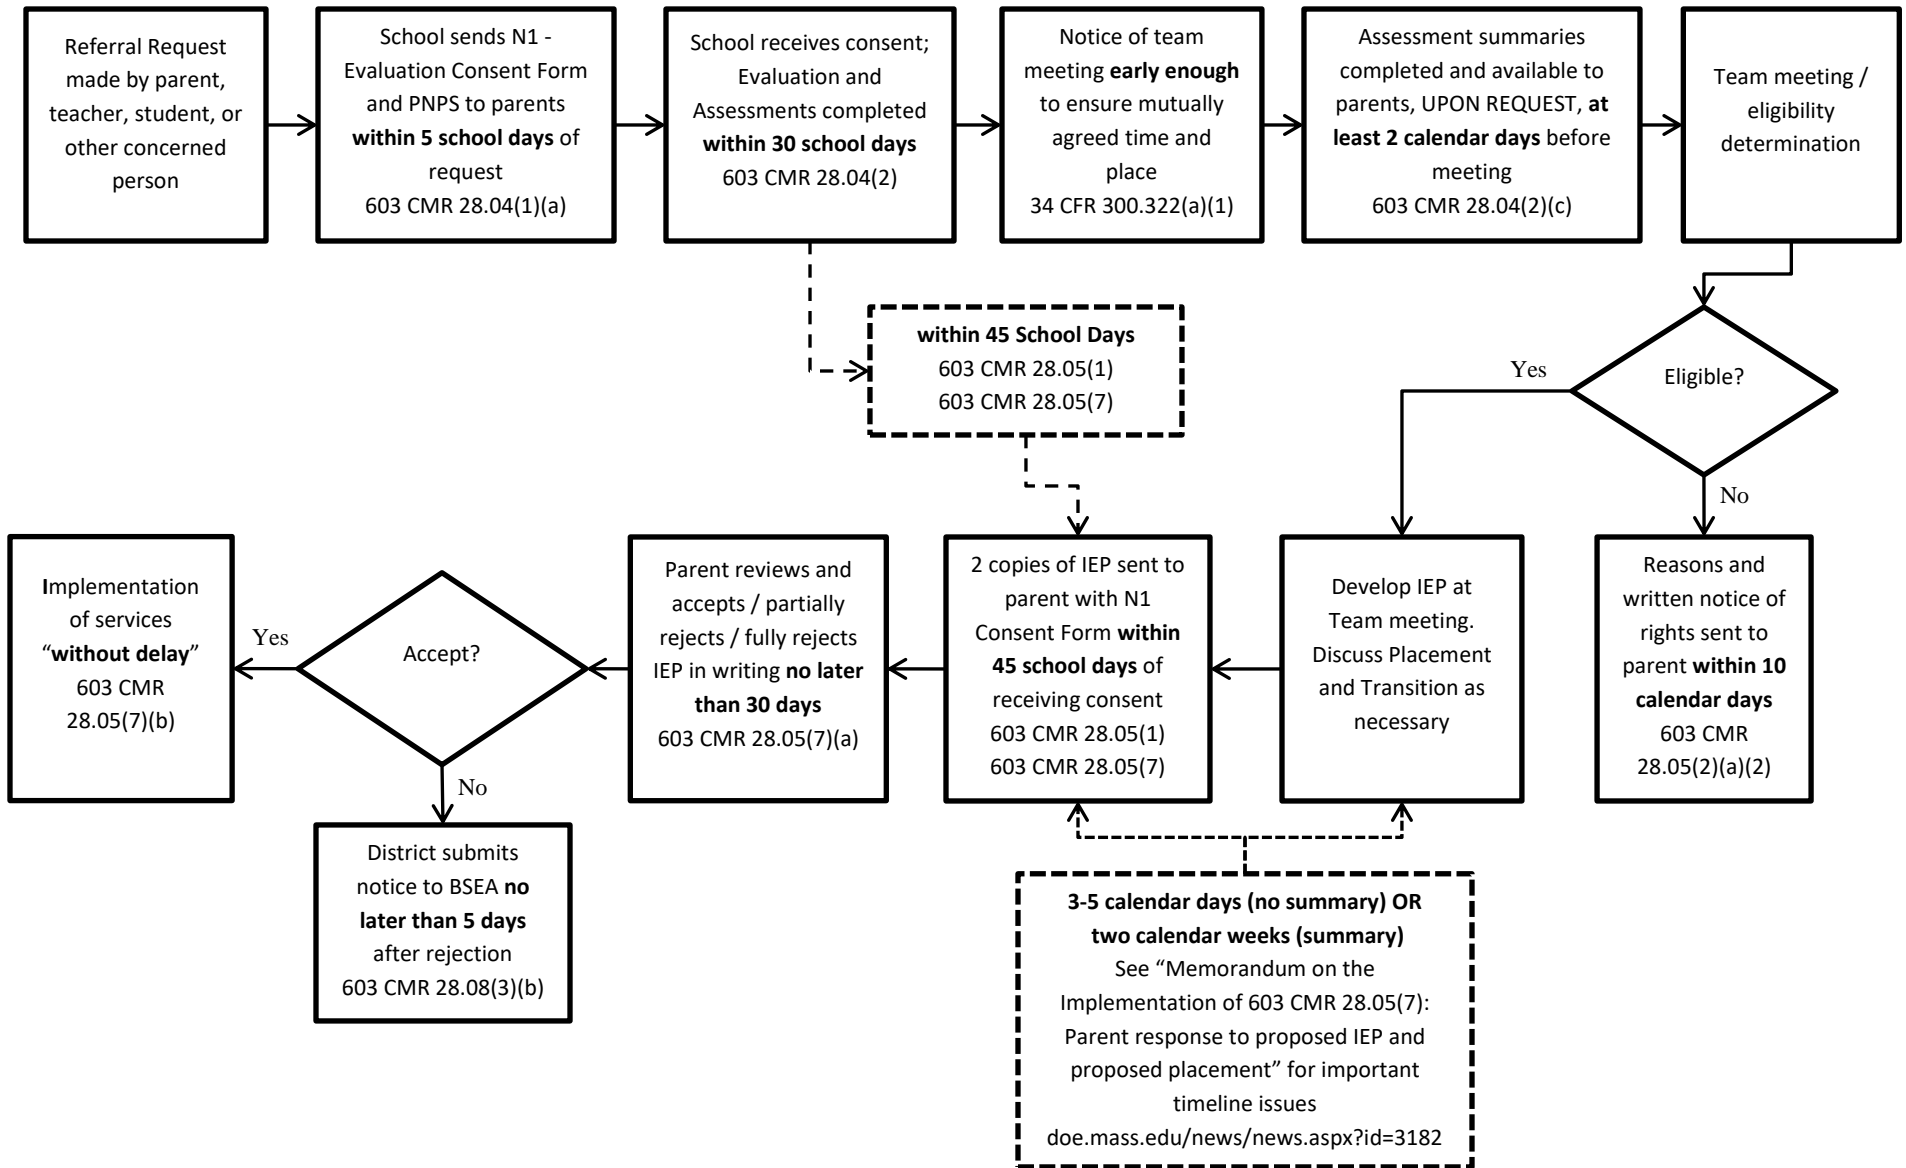 Referral Request
made by parent,
teacher, student, or
other concerned
person
School sends N1 -
Evaluation Consent Form
and PNPS to parents
within 5 school days of
request
603 CMR 28.04(1)(a)
School receives consent;
Evaluation and
Assessments completed
within 30 school days
603 CMR 28.04(2)
Notice of team
meeting early enough
to ensure mutually
agreed time and
place
34 CFR 300.322(a)(1)
Assessment summaries
completed and available to
parents, UPON REQUEST, at
least 2 calendar days before
meeting
603 CMR 28.04(2)(c)
Team meeting /
eligibility
determination
within 45 School Days
603 CMR 28.05(1)
603 CMR 28.05(7)
Eligible?
Yes
No
Reasons and
written notice of
rights sent to
parent within 10
calendar days
603 CMR
28.05(2)(a)(2)
Develop IEP at
Team meeting.
Discuss Placement
and Transition as
necessary
2 copies of IEP sent to
parent with N1
Consent Form within
45 school days of
receiving consent
603 CMR 28.05(1)
603 CMR 28.05(7)
Parent reviews and
accepts / partially
rejects / fully rejects
IEP in writing no later
than 30 days
603 CMR 28.05(7)(a)
Accept?
Yes
Implementation
of services
“without delay”
603 CMR
28.05(7)(b)
No
District submits
notice to BSEA no
later than 5 days
after rejection
603 CMR 28.08(3)(b)
3-5 calendar days (no summary) OR
two calendar weeks (summary)
See “Memorandum on the
Implementation of 603 CMR 28.05(7):
Parent response to proposed IEP and
proposed placement” for important
timeline issues
doe.mass.edu/news/news.aspx?id=3182